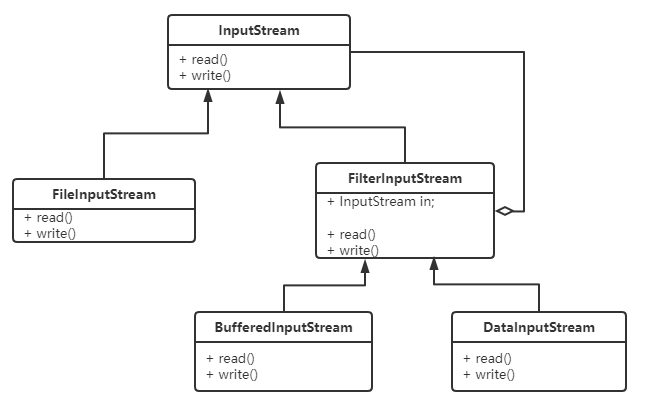 InputStream
+ read()
+ write()
FileInputStream
+ read()
+ write()
FilterInputStream
+ InputStream in;
+ read()
+ write()
BufferedInputStream
+ read()
+ write()
DataInputStream
+ read()
+ write()